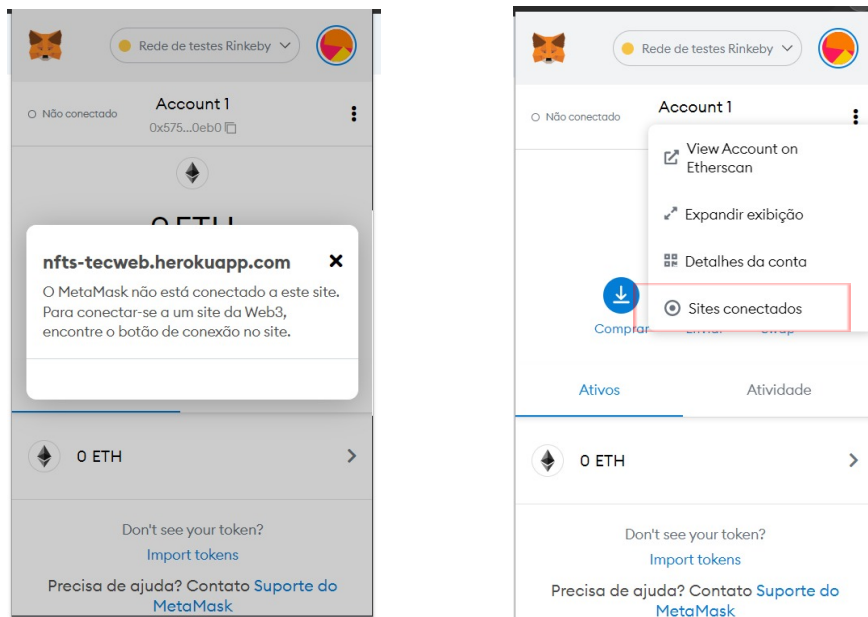 Rede de testes Rinkeby
Não conectado
Account 1
0x575...0eb0
0 ETH
nfts-tecweb.herokuapp.com
O MetaMask não está conectado a este site.
Para conectar-se a um site da Web3,
encontre o botão de conexão no site.
0 ETH
Don't see your token?
Import tokens
Precisa de ajuda? Contato Suporte do
MetaMask
Rede de testes Rinkeby
Não conectado
Account 1
View Account on
Etherscan
Expandir exibição
Detalhes da conta
Sites conectados
Comprar Enviar Swap
Ativos Atividade
0 ETH
Don't see your token?
Import tokens
Precisa de ajuda? Contato Suporte do
MetaMask